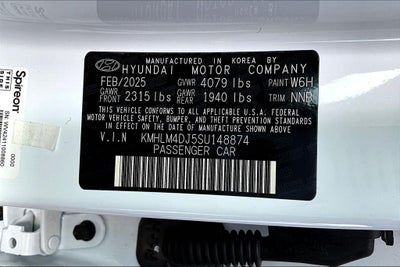 MANUFACTURED IN KOREA BY
HYUNDAI MOTOR COMPANY
FEB/2025 GVWR 4079 lbs PAINT W6H
GAWR FRONT 2315 lbs GAWR REAR 1940 lbs TRIM NNB
THIS VEHICLE CONFORMS TO ALL APPLICABLE
FEDERAL MOTOR VEHICLE SAFETY, BUMPER, AND
THEFT PREVENTION STANDARDS IN EFFECT ON
THE DATE OF MANUFACTURE SHOWN ABOVE.
V.I.N KMHLM4DJ5SU148874
PASSENGER CAR
Spireon
THIS SIDE